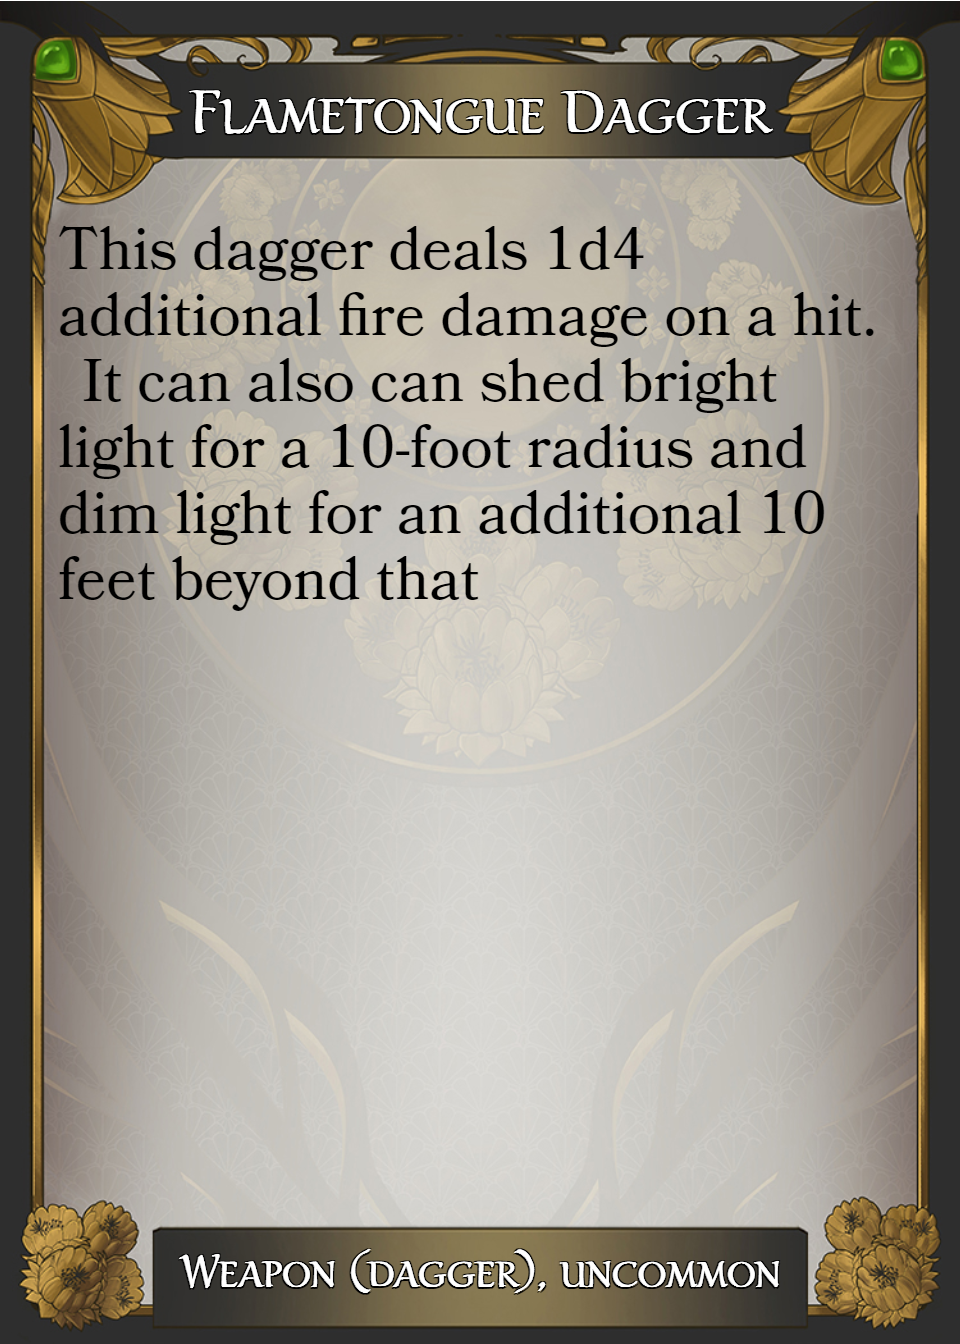 Flametongue Dagger
This dagger deals 1d4
additional fire damage on a hit.
It can also can shed bright
light for a 10-foot radius and
dim light for an additional 10
feet beyond that
Weapon (dagger), uncommon